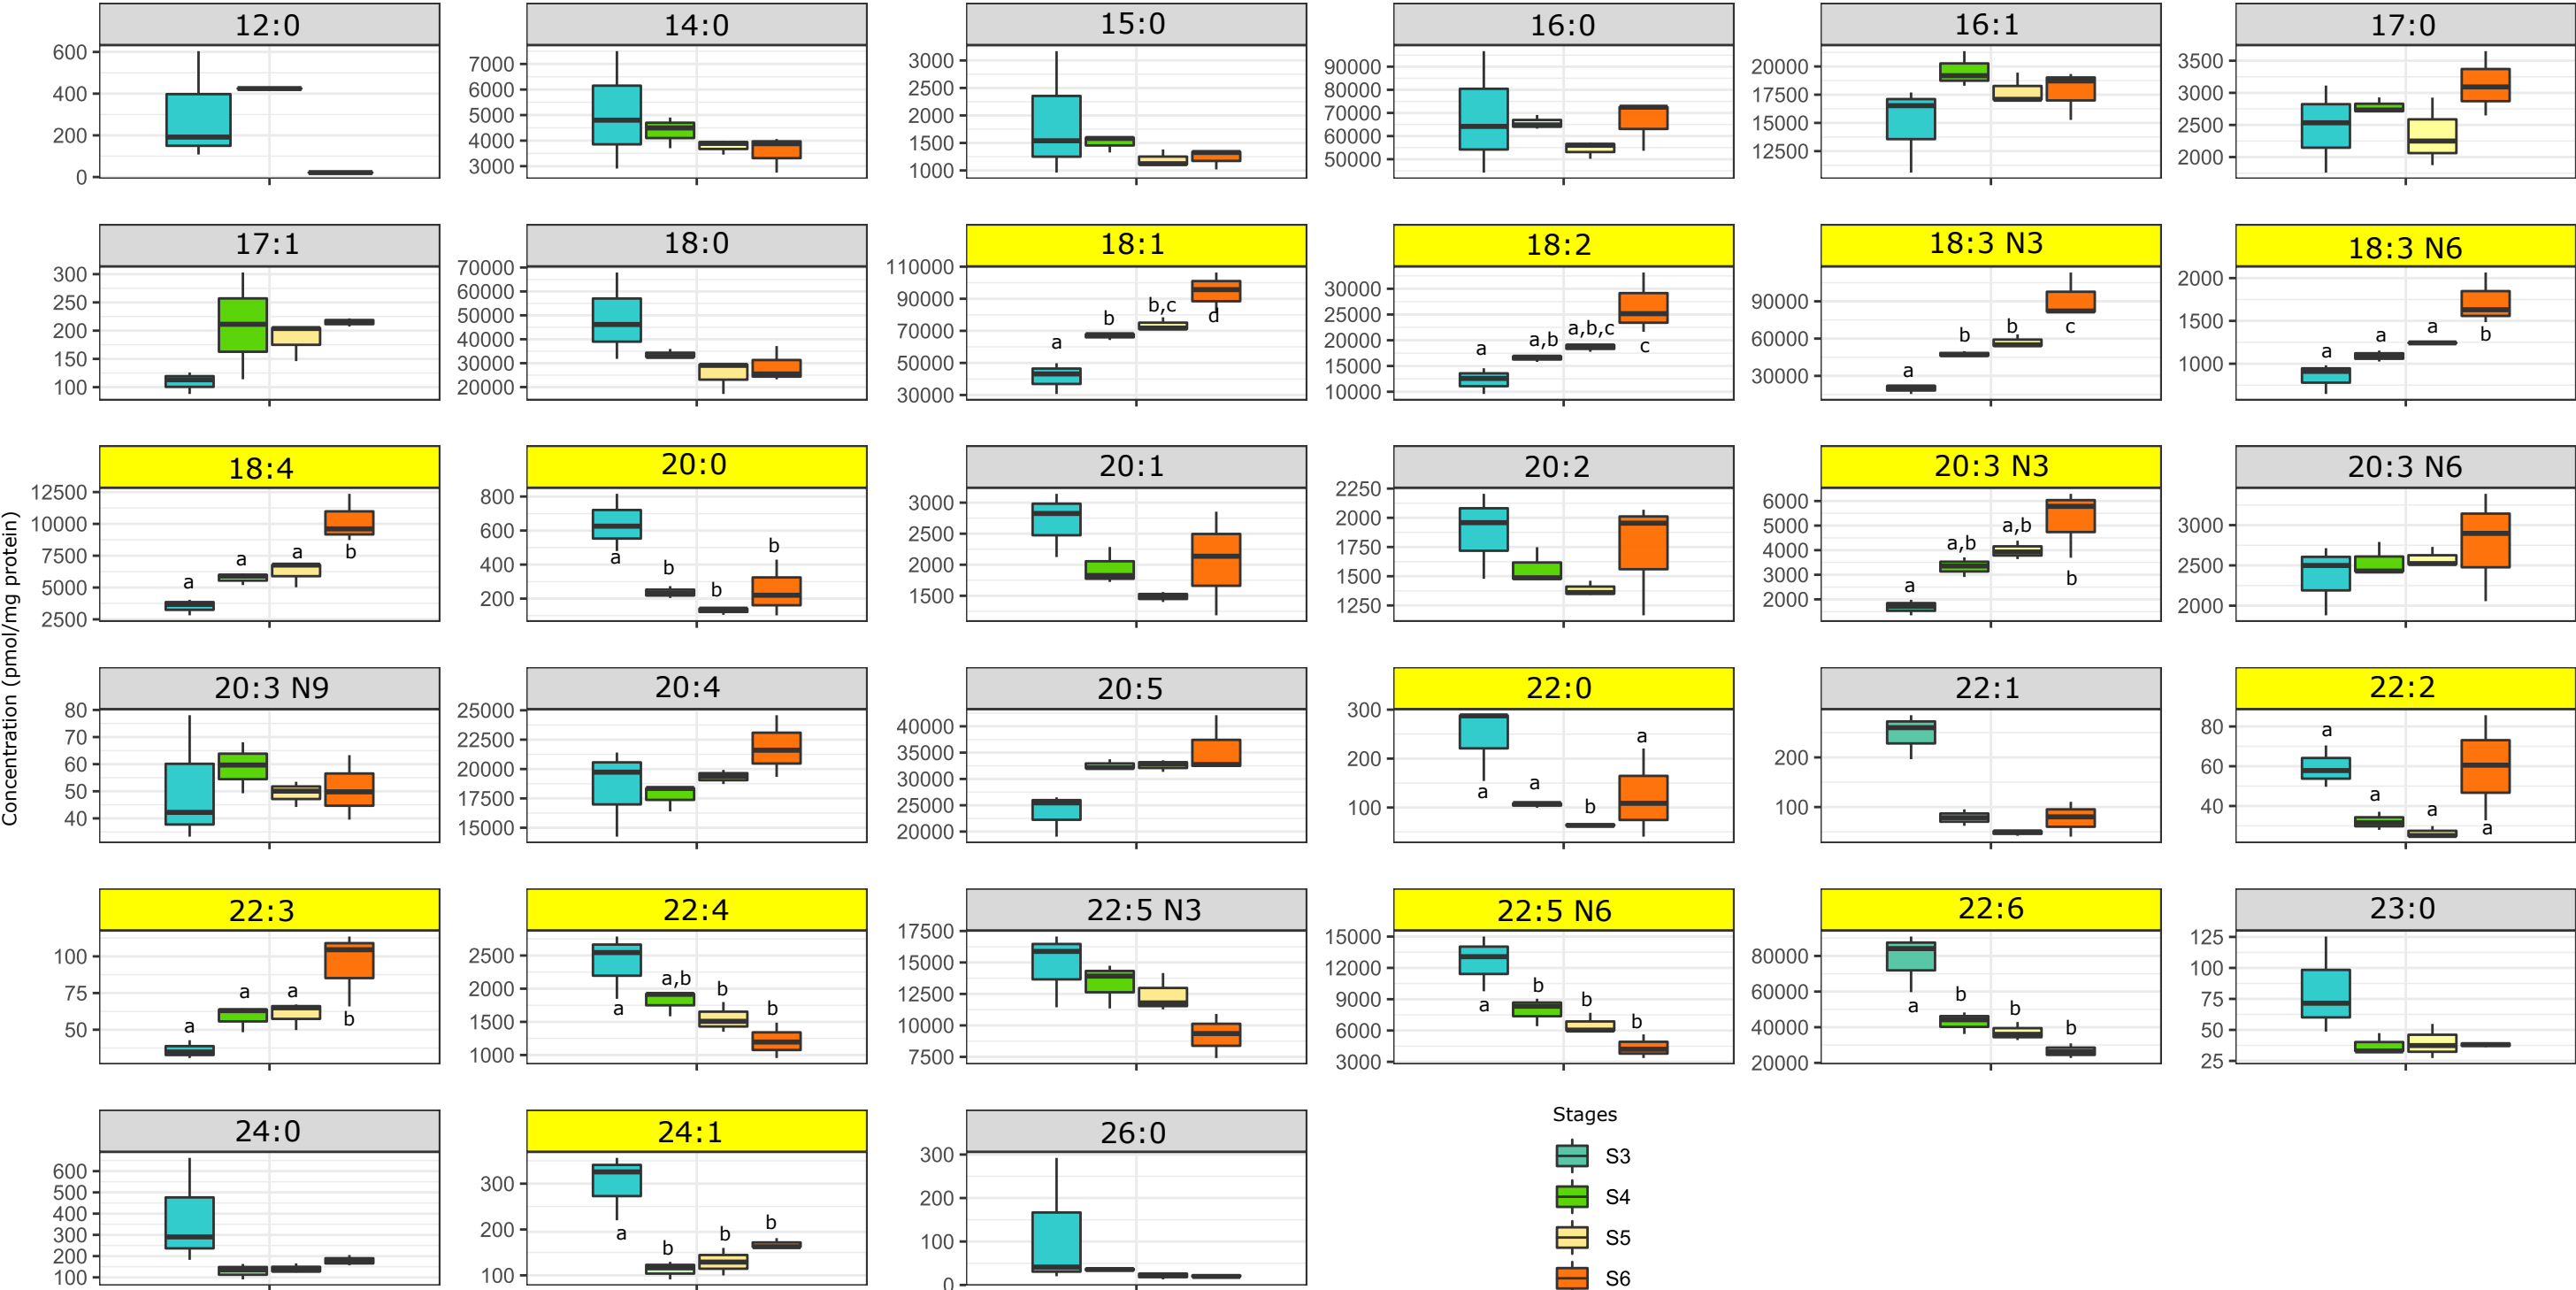 12:0 14:0 15:0 16:0 16:1 17:0
600 400 200 0
7000 6000 5000 4000 3000
3000 2500 2000 1500 1000
90000 80000 70000 60000 50000
20000 17500 15000 12500
3500 3000 2500 2000
17:1 18:0 18:1 18:2 18:3 N3 18:3 N6
300 250 200 150 100
70000 60000 50000 40000 30000 20000
110000 90000 70000 50000 30000
a b b,c d
30000 25000 20000 15000 10000
a a,b a,b,c c
90000 60000 30000
a b b c
2000 1500 1000
a a a b
Concentration (pmol/mg protein)
18:4 20:0 20:1 20:2 20:3 N3 20:3 N6
12500 10000 7500 5000 2500
a a a b
800 600 400 200
a b b b
3000 2500 2000 1500
2250 2000 1750 1500 1250
6000 5000 4000 3000 2000
a a,b a,b b
3000 2500 2000
20:3 N9 20:4 20:5 22:0 22:1 22:2
80 70 60 50 40
25000 22500 20000 17500 15000
40000 35000 30000 25000 20000
300 200 100
a a b a
200 100
80 60 40
a a a a
22:3 22:4 22:5 N3 22:5 N6 22:6 23:0
100 75 50
a a a b
2500 2000 1500 1000
a a,b b b
17500 15000 12500 10000 7500
15000 12000 9000 6000 3000
a b b b
80000 60000 40000 20000
a b b b
125 100 75 50 25
24:0 24:1 26:0
600 500 400 300 200 100
300 200 100
a b b b
300 200 100 0
Stages
S3
S4
S5
S6